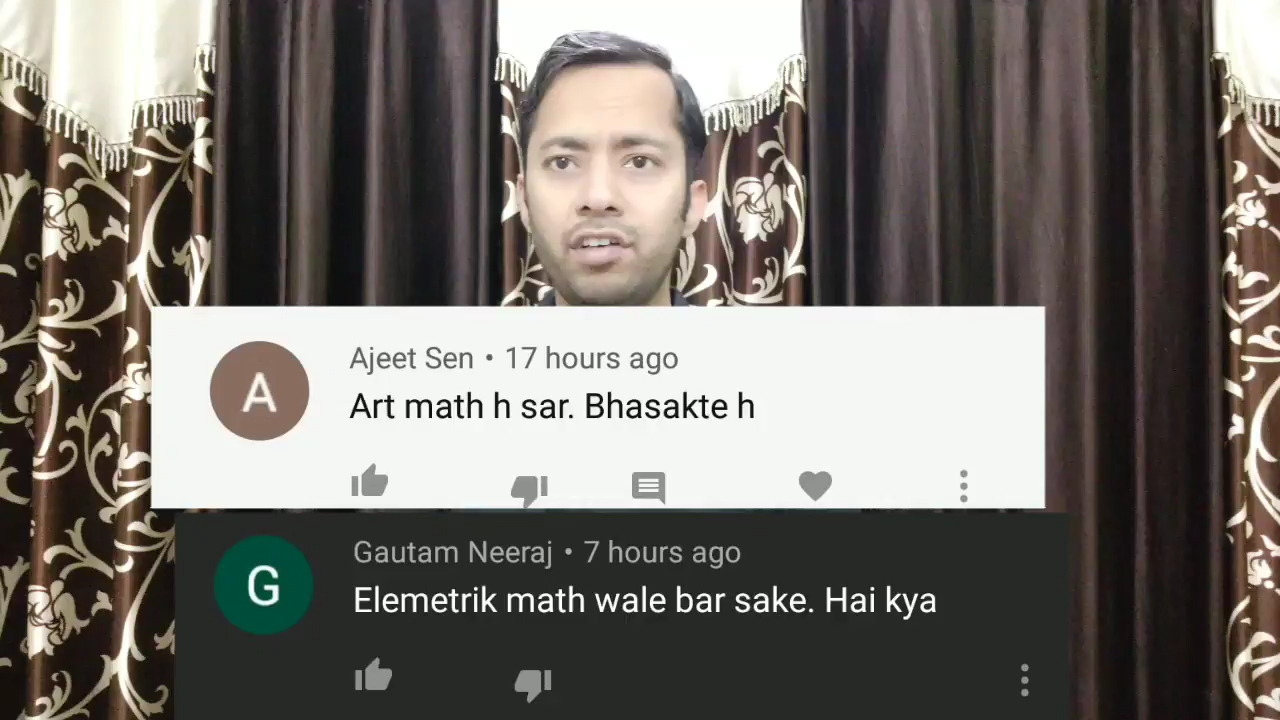 A
Ajeet Sen • 17 hours ago
Art math h sar. Bhasakte h
G
Gautam Neeraj • 7 hours ago
Elemetrik math wale bar sake. Hai kya